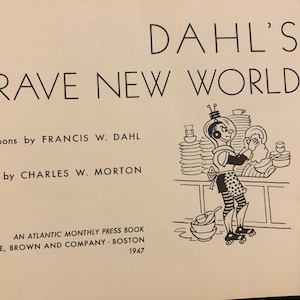 DAHL'S
RAVE NEW WORLD
oons by FRANCIS W. DAHL
by CHARLES W. MORTON
AN ATLANTIC MONTHLY PRESS BOOK
E, BROWN AND COMPANY · BOSTON
1947